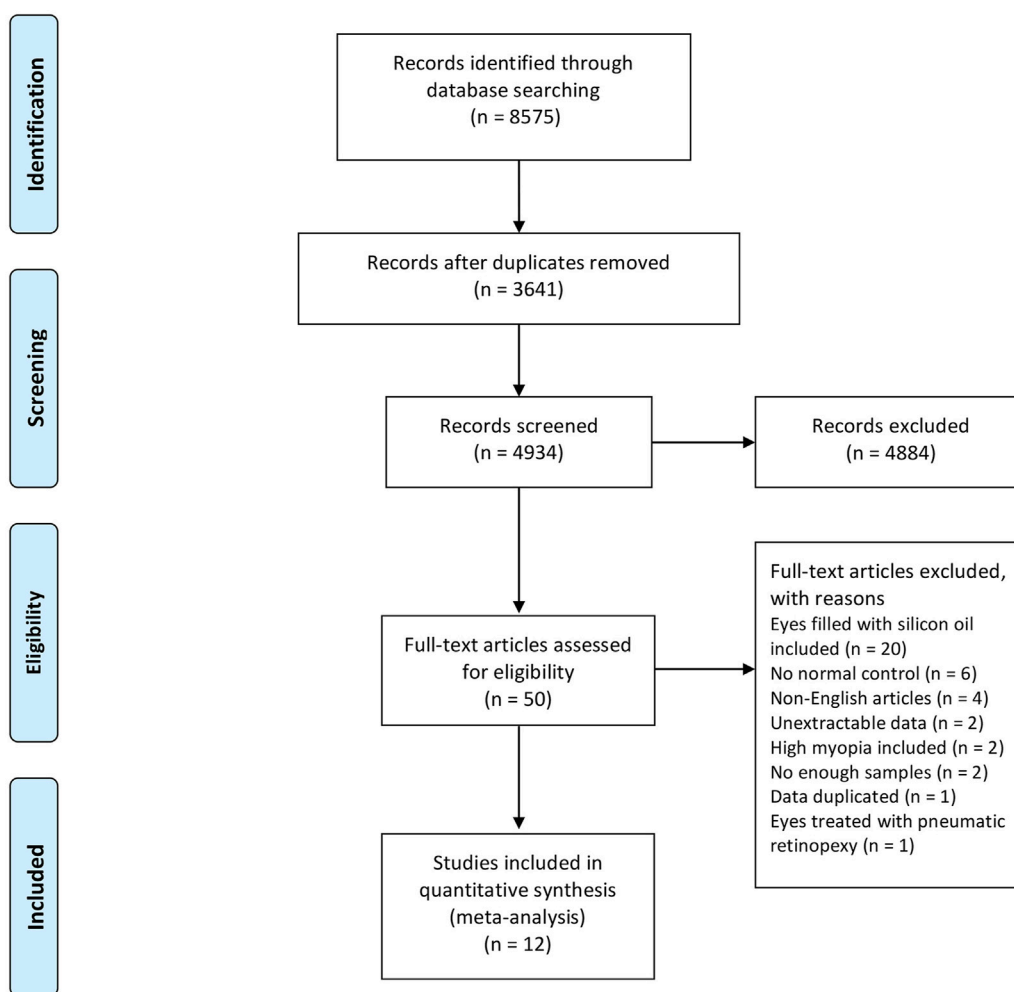 Identification
Records identified through
database searching
(n = 8575)
Records after duplicates removed
(n = 3641)
Screening
Records screened
(n = 4934)
Records excluded
(n = 4884)
Eligibility
Full-text articles assessed
for eligibility
(n = 50)
Full-text articles excluded,
with reasons
Eyes filled with silicon oil
included (n = 20)
No normal control (n = 6)
Non-English articles (n = 4)
Unextractable data (n = 2)
High myopia included (n = 2)
No enough samples (n = 2)
Data duplicated (n = 1)
Eyes treated with pneumatic
retinopexy (n = 1)
Included
Studies included in
quantitative synthesis
(meta-analysis)
(n = 12)